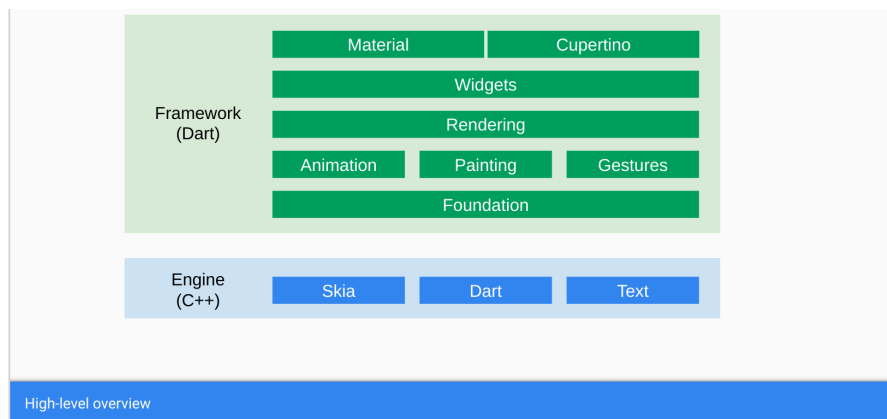 Material
Cupertino
Widgets
Framework
(Dart)
Rendering
Animation
Painting
Gestures
Foundation
Engine
(C++)
Skia
Dart
Text
High-level overview